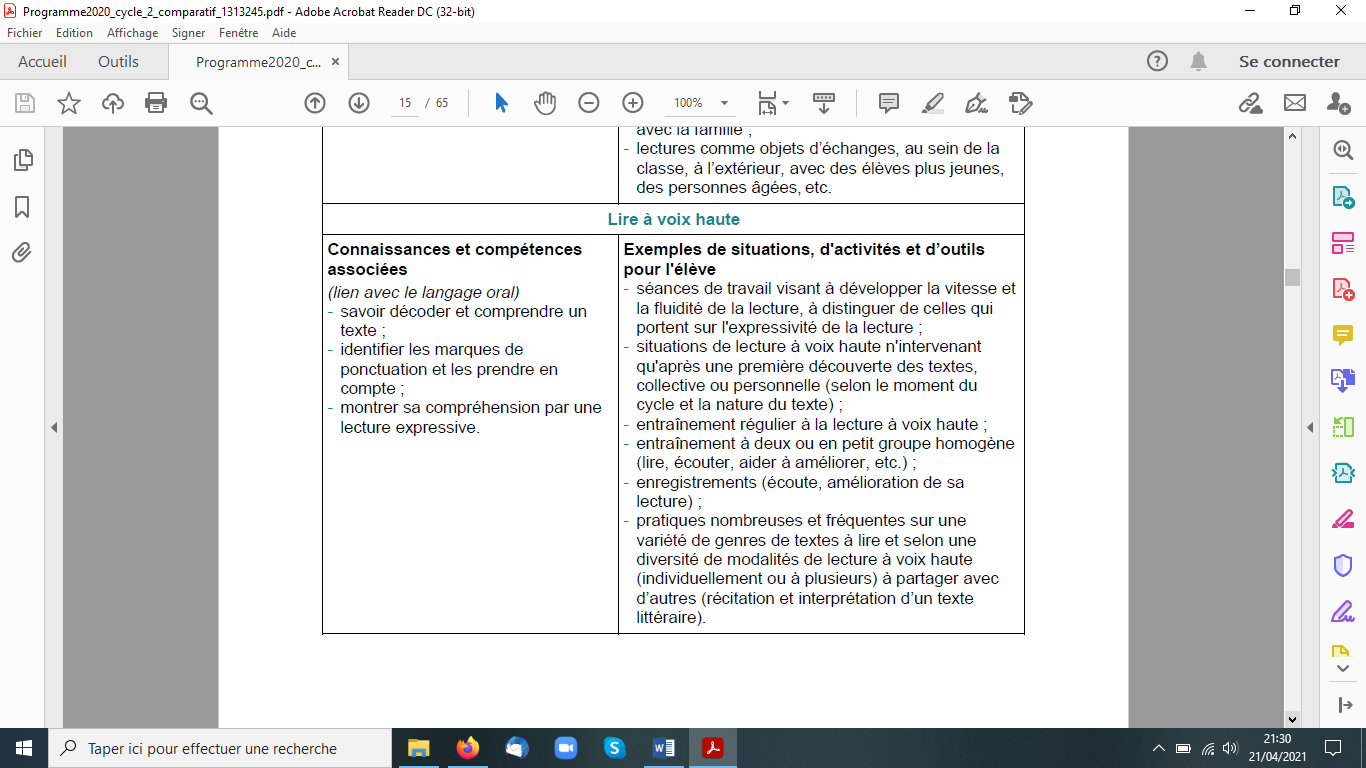 Programme2020_cycle_2_comparatif_1313245.pdf - Adobe Acrobat Reader DC (32-bit)
Fichier Edition Affichage Signer Fenêtre Aide
Accueil Outils Programme2020_c... × Se connecter
15 / 65 100%
avec la famille ;
- lectures comme objets d’échanges, au sein de la
classe, à l’extérieur, avec des élèves plus jeunes,
des personnes âgées, etc.
Lire à voix haute
Connaissances et compétences
associées
(lien avec le langage oral)
- savoir décoder et comprendre un
texte ;
- identifier les marques de
ponctuation et les prendre en
compte ;
- montrer sa compréhension par une
lecture expressive.
Exemples de situations, d'activités et d’outils
pour l'élève
- séances de travail visant à développer la vitesse et
la fluidité de la lecture, à distinguer de celles qui
portent sur l'expressivité de la lecture ;
- situations de lecture à voix haute n'intervenant
qu'après une première découverte des textes,
collective ou personnelle (selon le moment du
cycle et la nature du texte) ;
- entraînement régulier à la lecture à voix haute ;
- entraînement à deux ou en petit groupe homogène
(lire, écouter, aider à améliorer, etc.) ;
- enregistrements (écoute, amélioration de sa
lecture) ;
- pratiques nombreuses et fréquentes sur une
variété de genres de textes à lire et selon une
diversité de modalités de lecture à voix haute
(individuellement ou à plusieurs) à partager avec
d’autres (récitation et interprétation d’un texte
littéraire).
Taper ici pour effectuer une recherche
21:30
21/04/2021